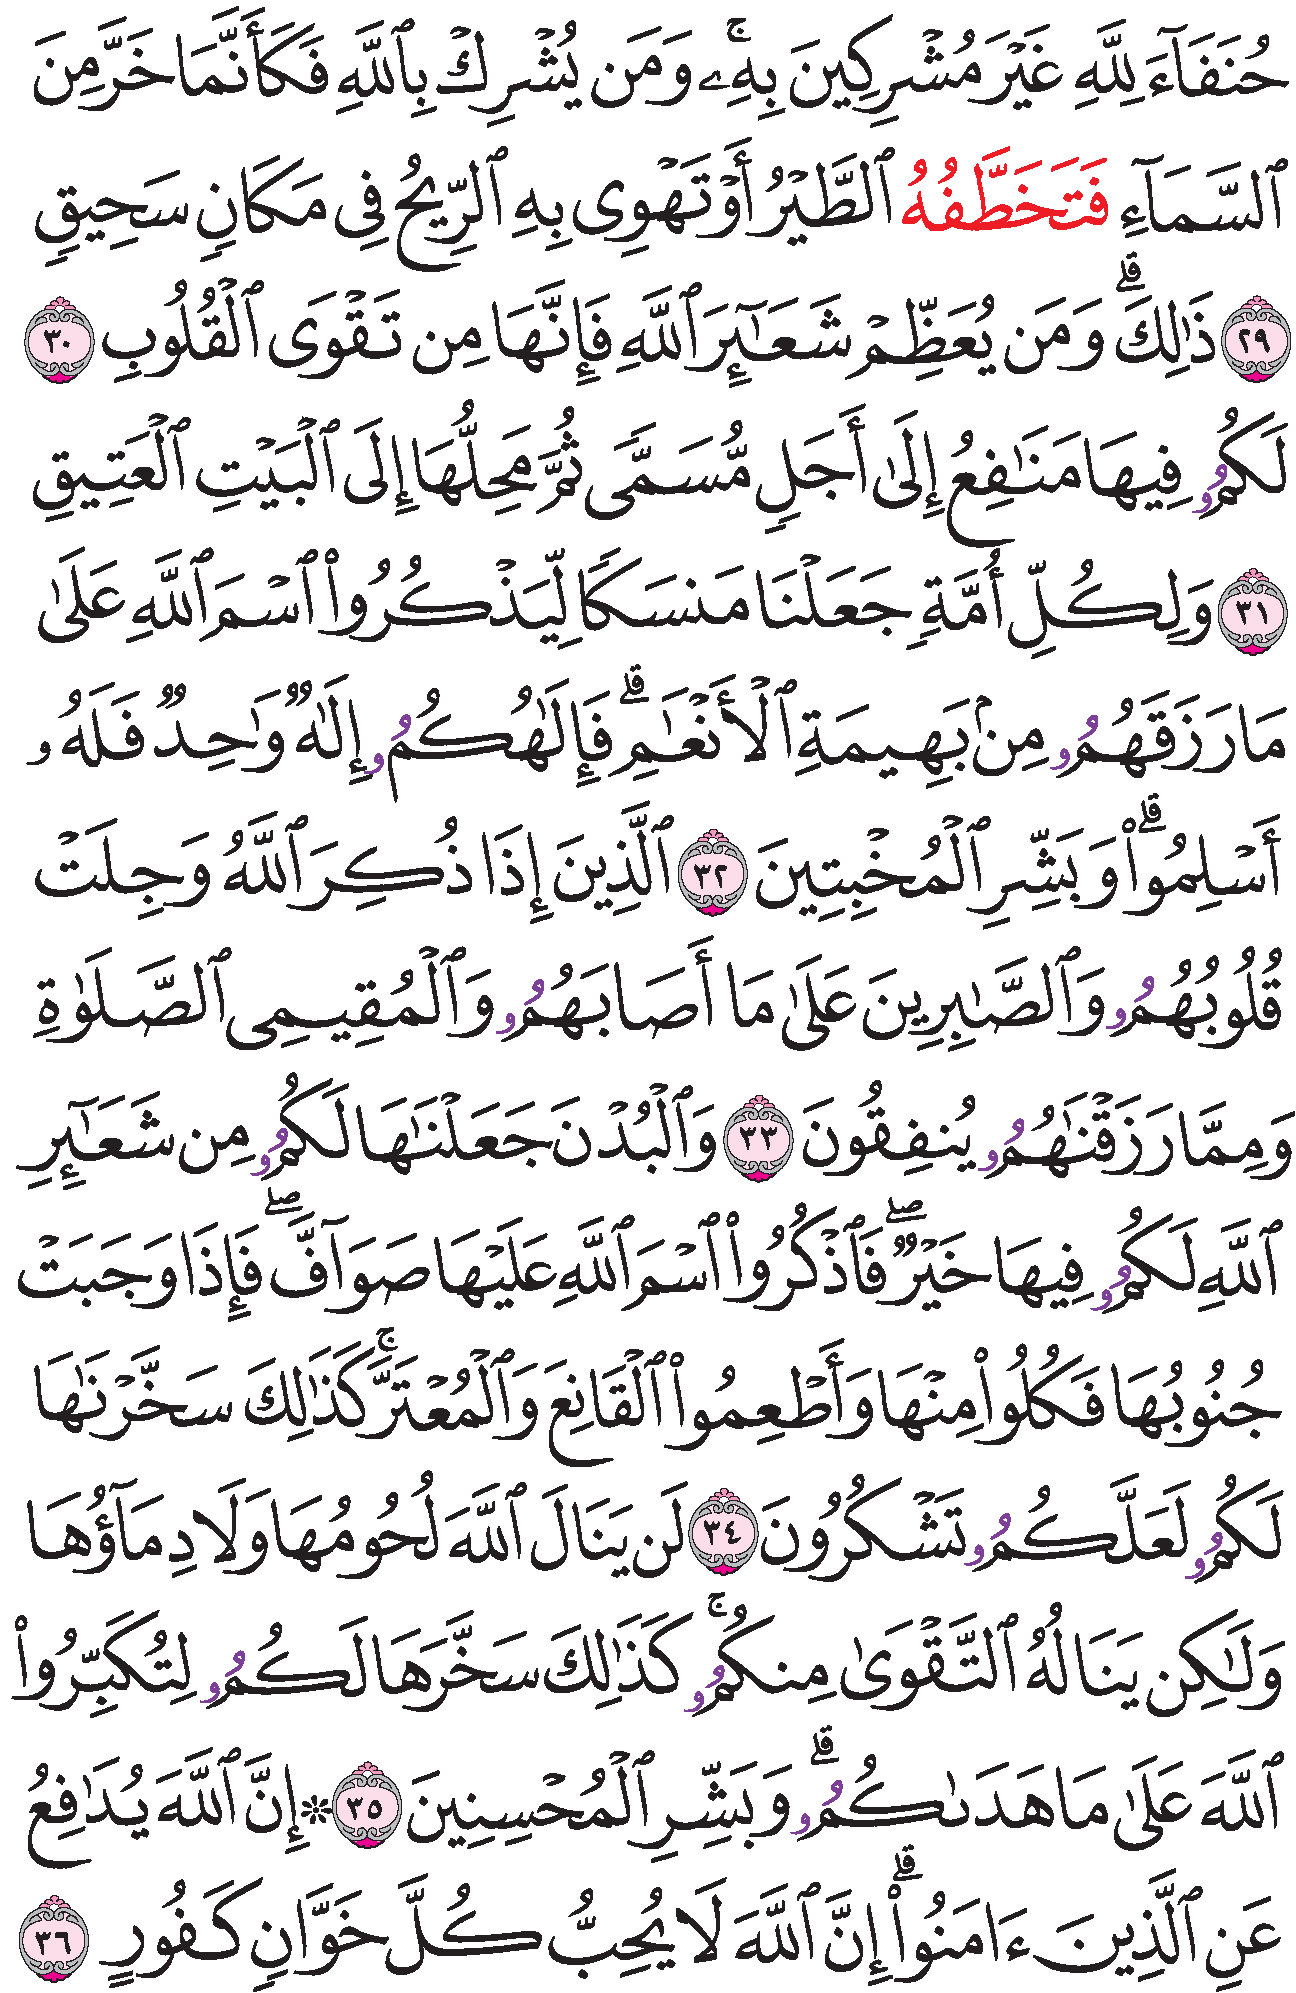 حُنَفَآءَ لِلَّهِ غَيْرَ مُشْرِكِينَ بِهِۦۚ وَمَن يُشْرِكْ بِٱللَّهِ فَكَأَنَّمَا خَرَّ مِنَ
ٱلسَّمَآءِ فَتَخَطَّفُهُ ٱلطَّيْرُ أَوْ تَهْوِى بِهِ ٱلرِّيحُ فِى مَكَانٍ سَحِيقٍ
٢٩ ذَٰلِكَۖ وَمَن يُعَظِّمْ شَعَـٰٓئِرَ ٱللَّهِ فَإِنَّهَا مِن تَقْوَى ٱلْقُلُوبِ ٣٠
لَكُمُۥ فِيهَا مَنَـٰفِعُ إِلَىٰ أَجَلٍ مُّسَمًّى ثُمَّ مَحِلُّهَا إِلَى ٱلْبَيْتِ ٱلْعَتِيقِ
٣١ وَلِكُلِّ أُمَّةٍ جَعَلْنَا مَنسَكًا لِّيَذْكُرُوا۟ ٱسْمَ ٱللَّهِ عَلَىٰ
مَا رَزَقَهُمُۥ مِنۢ بَهِيمَةِ ٱلْأَنْعَـٰمِۗ فَإِلَـٰهُكُمُۥ إِلَـٰهٌ وَٰحِدٌ فَلَهُۥ
أَسْلِمُوا۟ۗ وَبَشِّرِ ٱلْمُخْبِتِينَ ٣٢ ٱلَّذِينَ إِذَا ذُكِرَ ٱللَّهُ وَجِلَتْ
قُلُوبُهُمُۥ وَٱلصَّـٰبِرِينَ عَلَىٰ مَا أَصَابَهُمُۥ وَٱلْمُقِيمِى ٱلصَّلَوٰةِ
وَمِمَّا رَزَقْنَـٰهُمُۥ يُنفِقُونَ ٣٣ وَٱلْبُدْنَ جَعَلْنَـٰهَا لَكُمُۥ مِن شَعَـٰٓئِرِ
ٱللَّهِ لَكُمُۥ فِيهَا خَيْرٌۖ فَٱذْكُرُوا۟ ٱسْمَ ٱللَّهِ عَلَيْهَا صَوَآفَّۖ فَإِذَا وَجَبَتْ
جُنُوبُهَا فَكُلُوا۟ مِنْهَا وَأَطْعِمُوا۟ ٱلْقَانِعَ وَٱلْمُعْتَرَّۚ كَذَٰلِكَ سَخَّرْنَـٰهَا
لَكُمُۥ لَعَلَّكُمُۥ تَشْكُرُونَ ٣٤ لَن يَنَالَ ٱللَّهَ لُحُومُهَا وَلَا دِمَآؤُهَا
وَلَـٰكِن يَنَالُهُ ٱلتَّقْوَىٰ مِنكُمُۥۚ كَذَٰلِكَ سَخَّرَهَا لَكُمُۥ لِتُكَبِّرُوا۟
ٱللَّهَ عَلَىٰ مَا هَدَىٰكُمُۥۗ وَبَشِّرِ ٱلْمُحْسِنِينَ ٣٥ ۞ إِنَّ ٱللَّهَ يُدَٰفِعُ
عَنِ ٱلَّذِينَ ءَامَنُوا۟ۗ إِنَّ ٱللَّهَ لَا يُحِبُّ كُلَّ خَوَّانٍ كَفُورٍ ٣٦